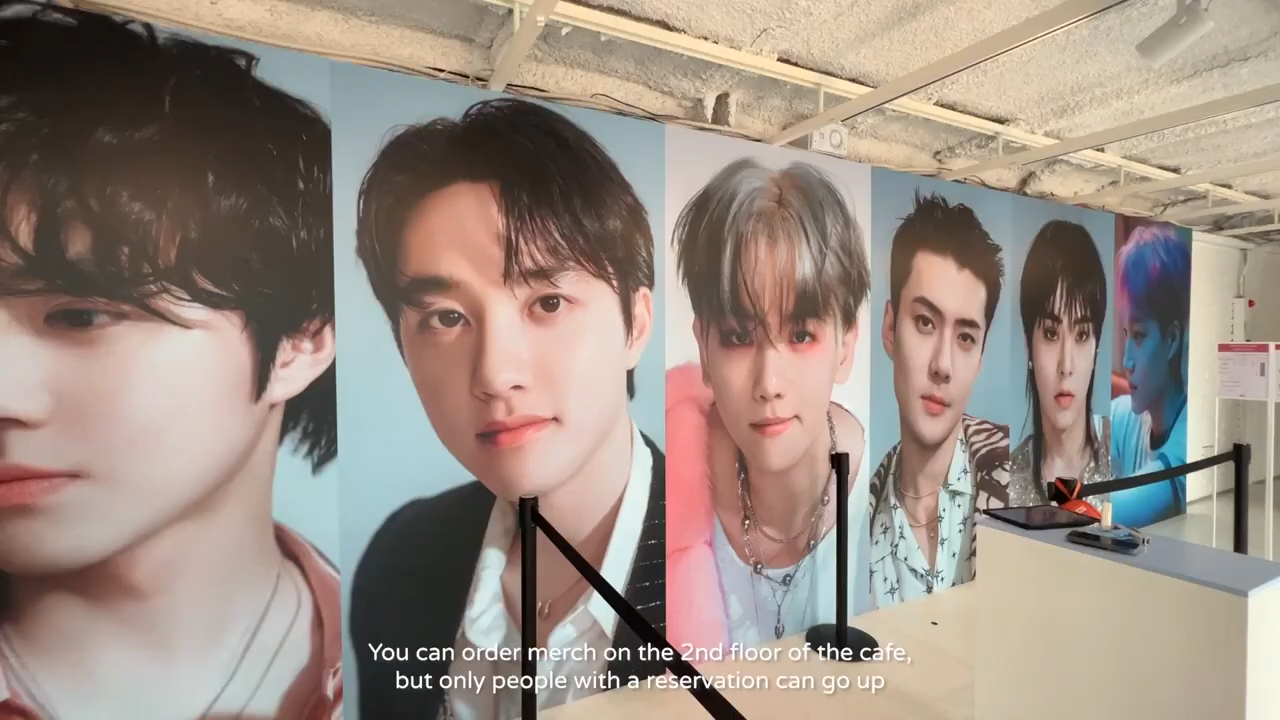 You can order merch on the 2nd floor of the cafe,
but only people with a reservation can go up